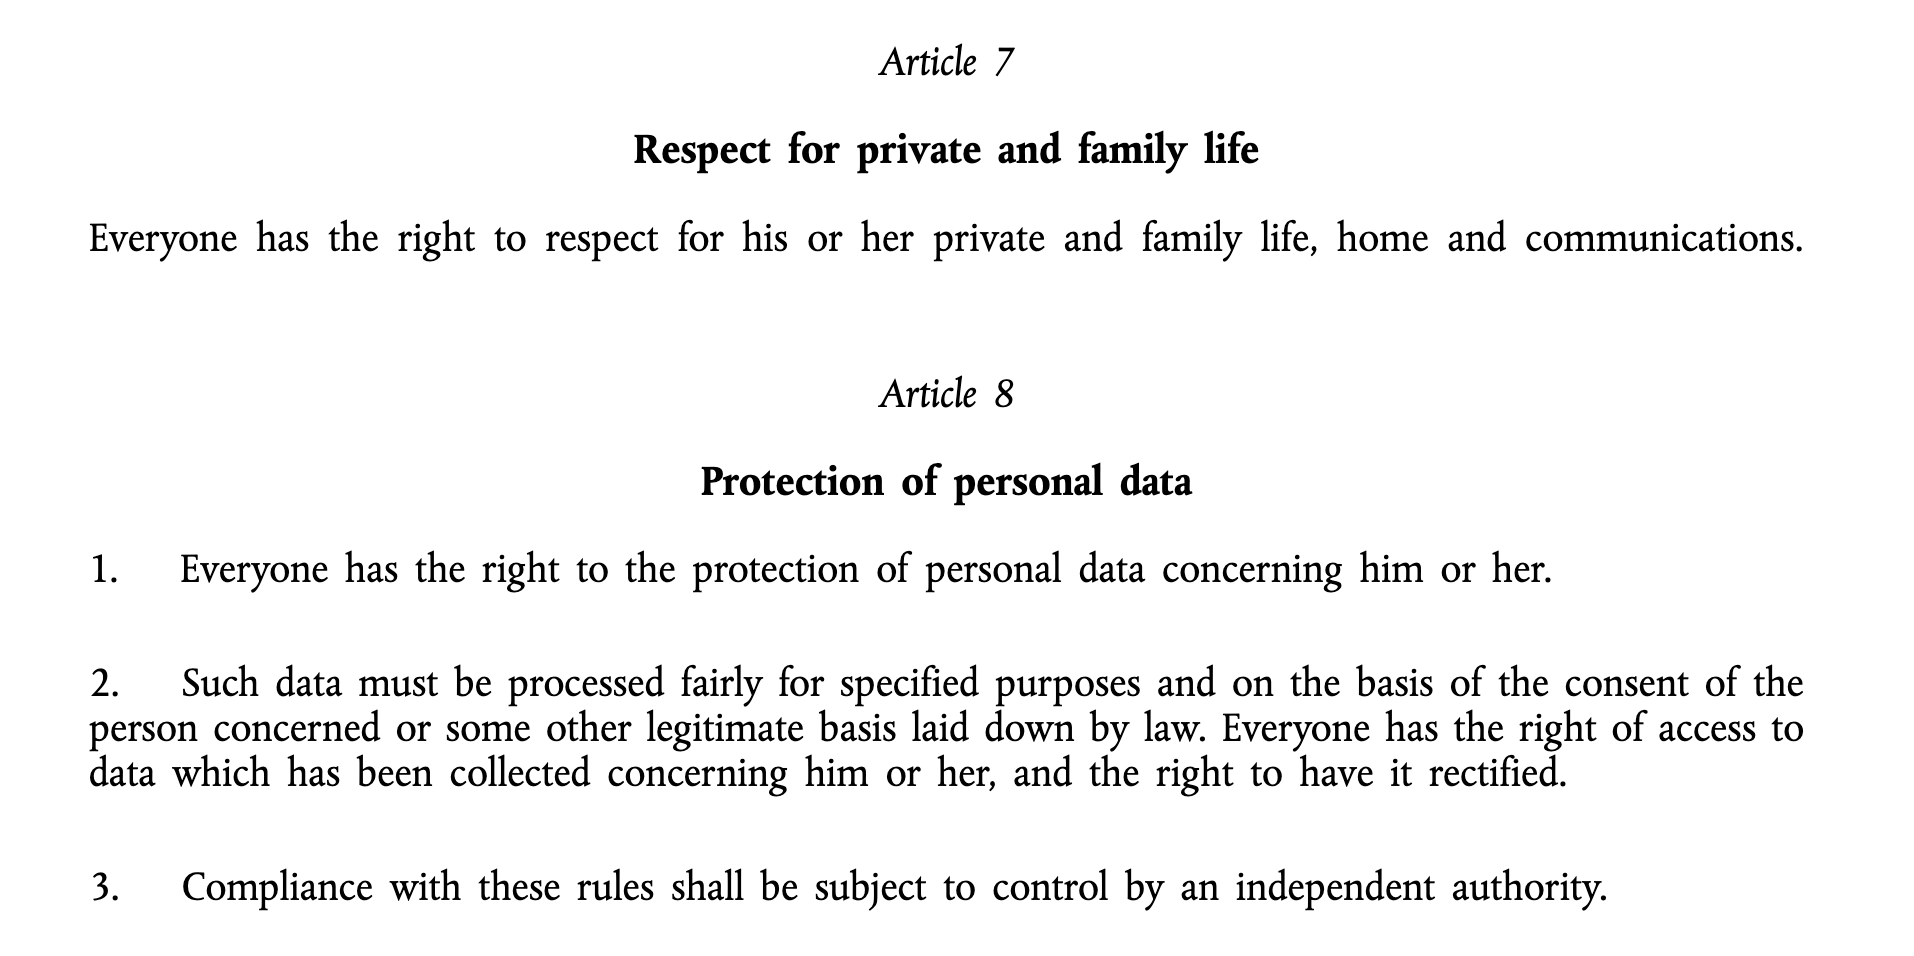 Article 7
Respect for private and family life
Everyone has the right to respect for his or her private and family life, home and communications.
Article 8
Protection of personal data
1. Everyone has the right to the protection of personal data concerning him or her.
2. Such data must be processed fairly for specified purposes and on the basis of the consent of the
person concerned or some other legitimate basis laid down by law. Everyone has the right of access to
data which has been collected concerning him or her, and the right to have it rectified.
3. Compliance with these rules shall be subject to control by an independent authority.